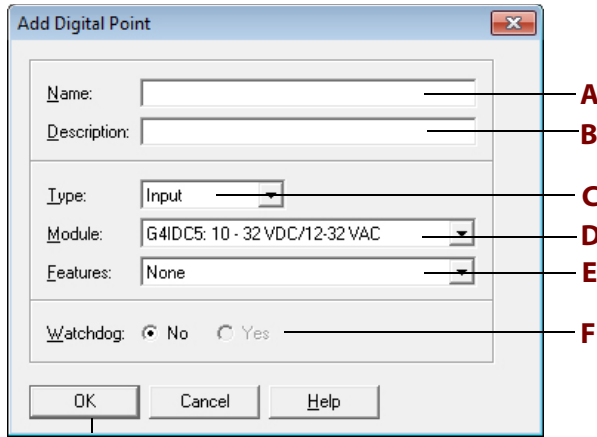 Add Digital Point
Name: A
Description: B
Type: Input C
Module: G4IDC5: 10 - 32 VDC/12-32 VAC D
Features: None E
Watchdog: No Yes F
OK Cancel Help